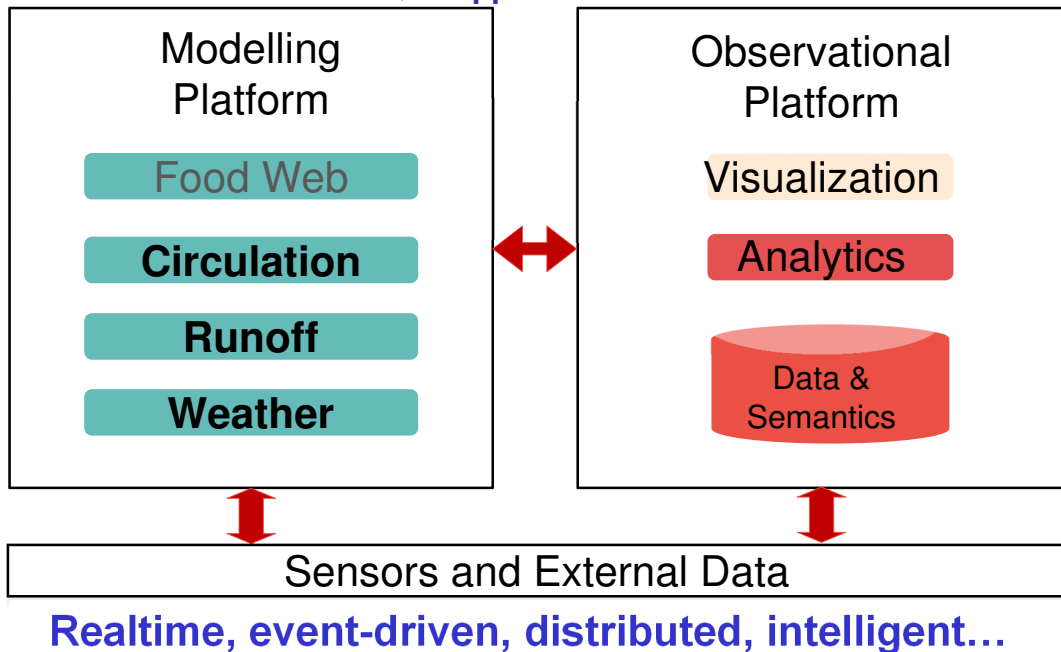 Modelling
Platform
Food Web
Circulation
Runoff
Weather
Observational
Platform
Visualization
Analytics
Data &
Semantics
Sensors and External Data
Realtime, event-driven, distributed, intelligent…